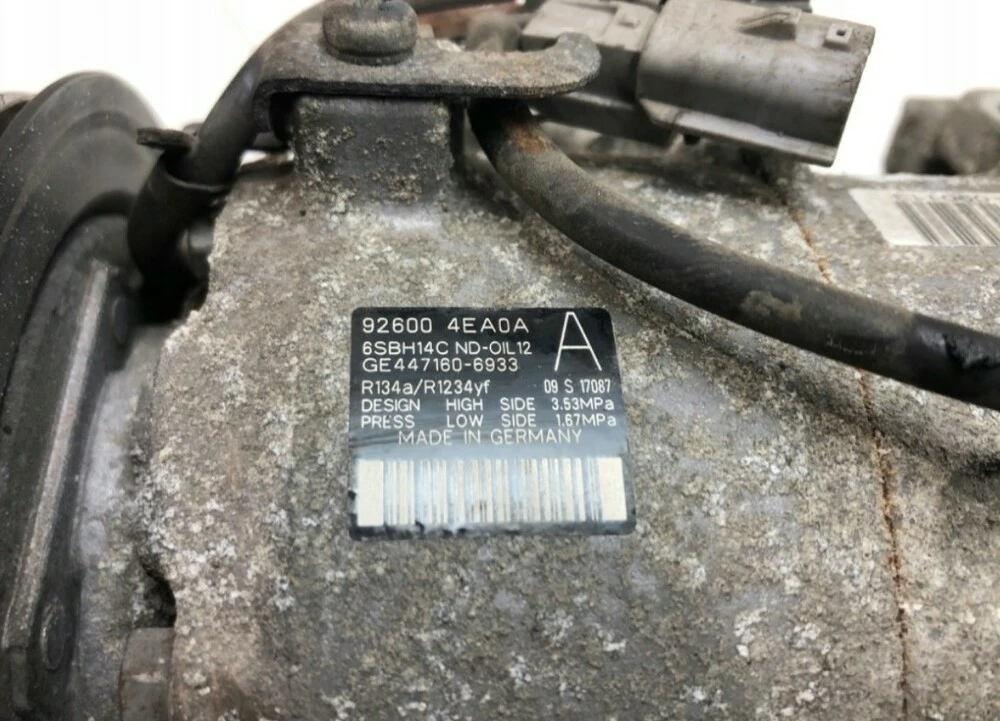 92600 4EA0A
A
6SBH14C ND-OIL12
GE447160-6933
R134a/R1234yf 09 S 17087
DESIGN HIGH SIDE 3.53MPa
PRESS LOW SIDE 1.67MPa
MADE IN GERMANY